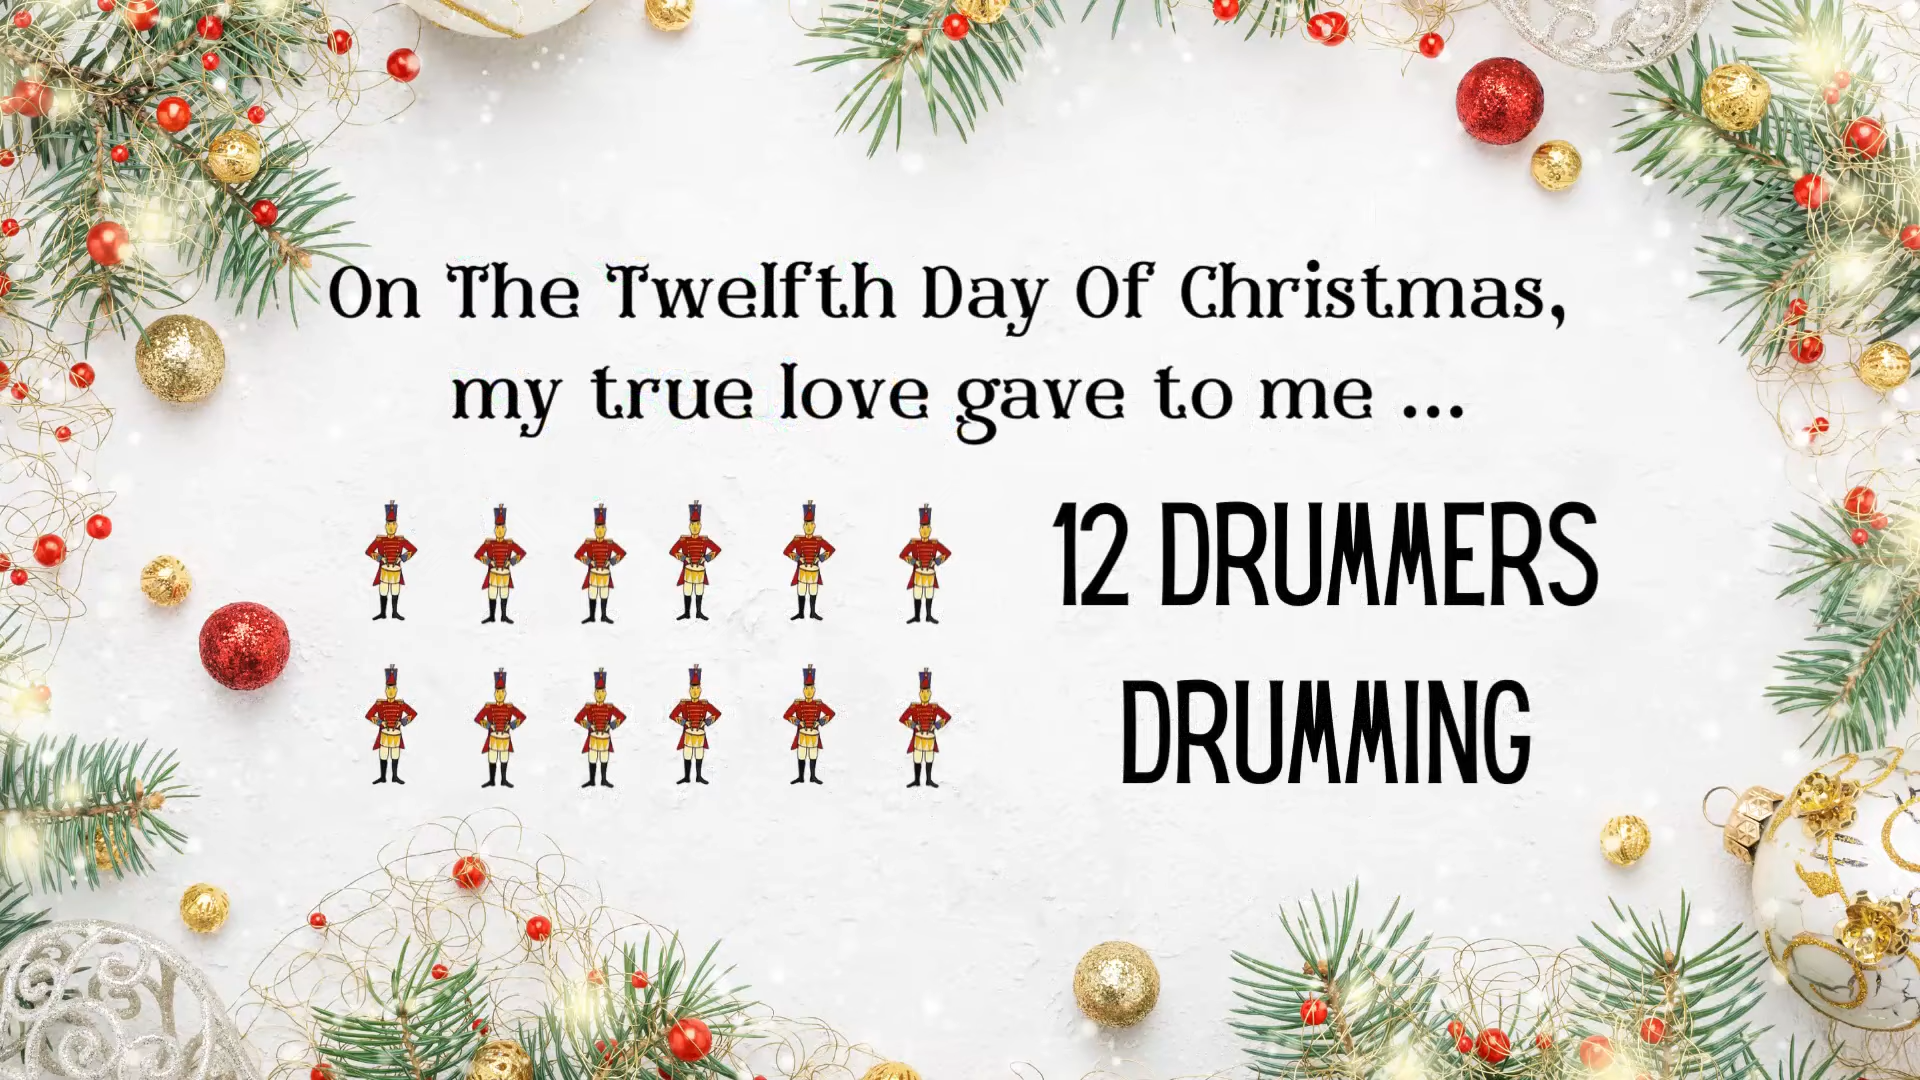 On The Twelfth Day Of Christmas,
my true love gave to me ...
12 DRUMMERS
DRUMMING